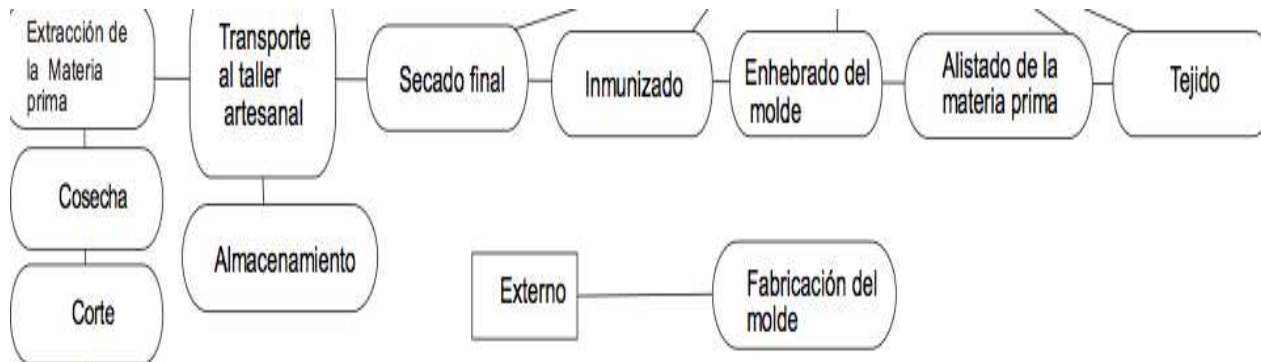 Extracción de
la Materia
prima
Transporte
al taller
artesanal
Secado final
Inmunizado
Enhebrado del
molde
Alistado de la
materia prima
Tejido
Cosecha
Almacenamiento
Corte
Externo
Fabricación del
molde